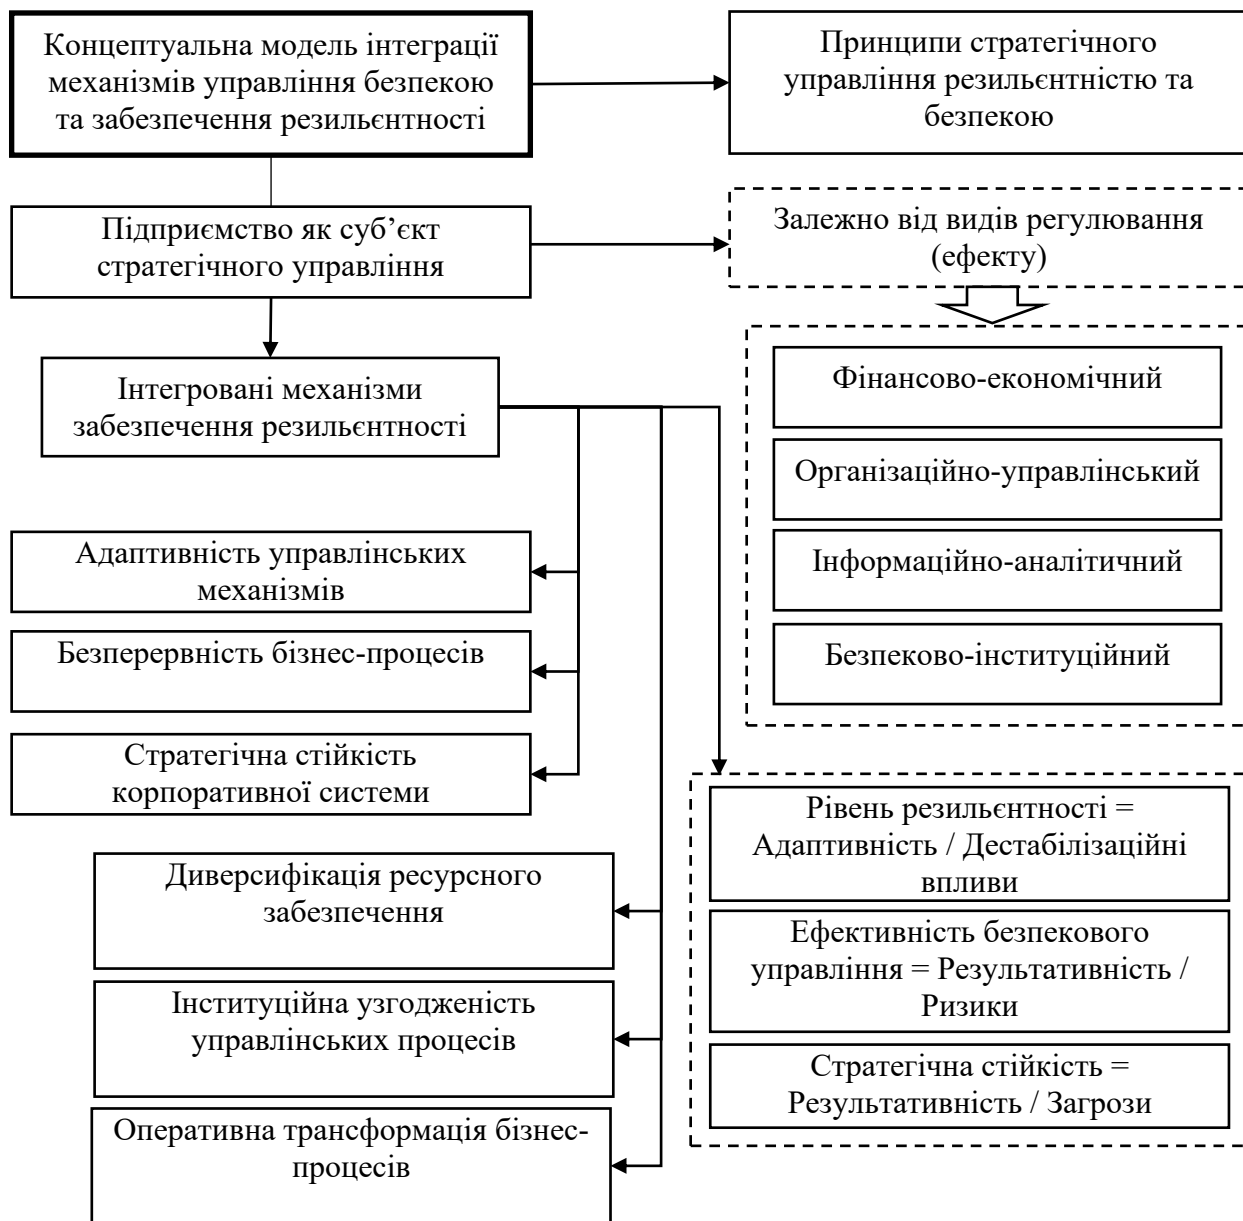 Концептуальна модель інтеграції
механізмів управління безпекою
та забезпечення резильєнтності
Принципи стратегічного
управління резильєнтністю та
безпекою
Підприємство як суб’єкт
стратегічного управління
Залежно від видів регулювання
(ефекту)
Інтегровані механізми
забезпечення резильєнтності
Фінансово-економічний
Організаційно-управлінський
Інформаційно-аналітичний
Безпеково-інституційний
Адаптивність управлінських
механізмів
Безперервність бізнес-процесів
Стратегічна стійкість
корпоративної системи
Диверсифікація ресурсного
забезпечення
Інституційна узгодженість
управлінських процесів
Оперативна трансформація бізнес-
процесів
Рівень резильєнтності =
Адаптивність / Дестабілізаційні
впливи
Ефективність безпекового
управління = Результативність /
Ризики
Стратегічна стійкість =
Результативність / Загрози